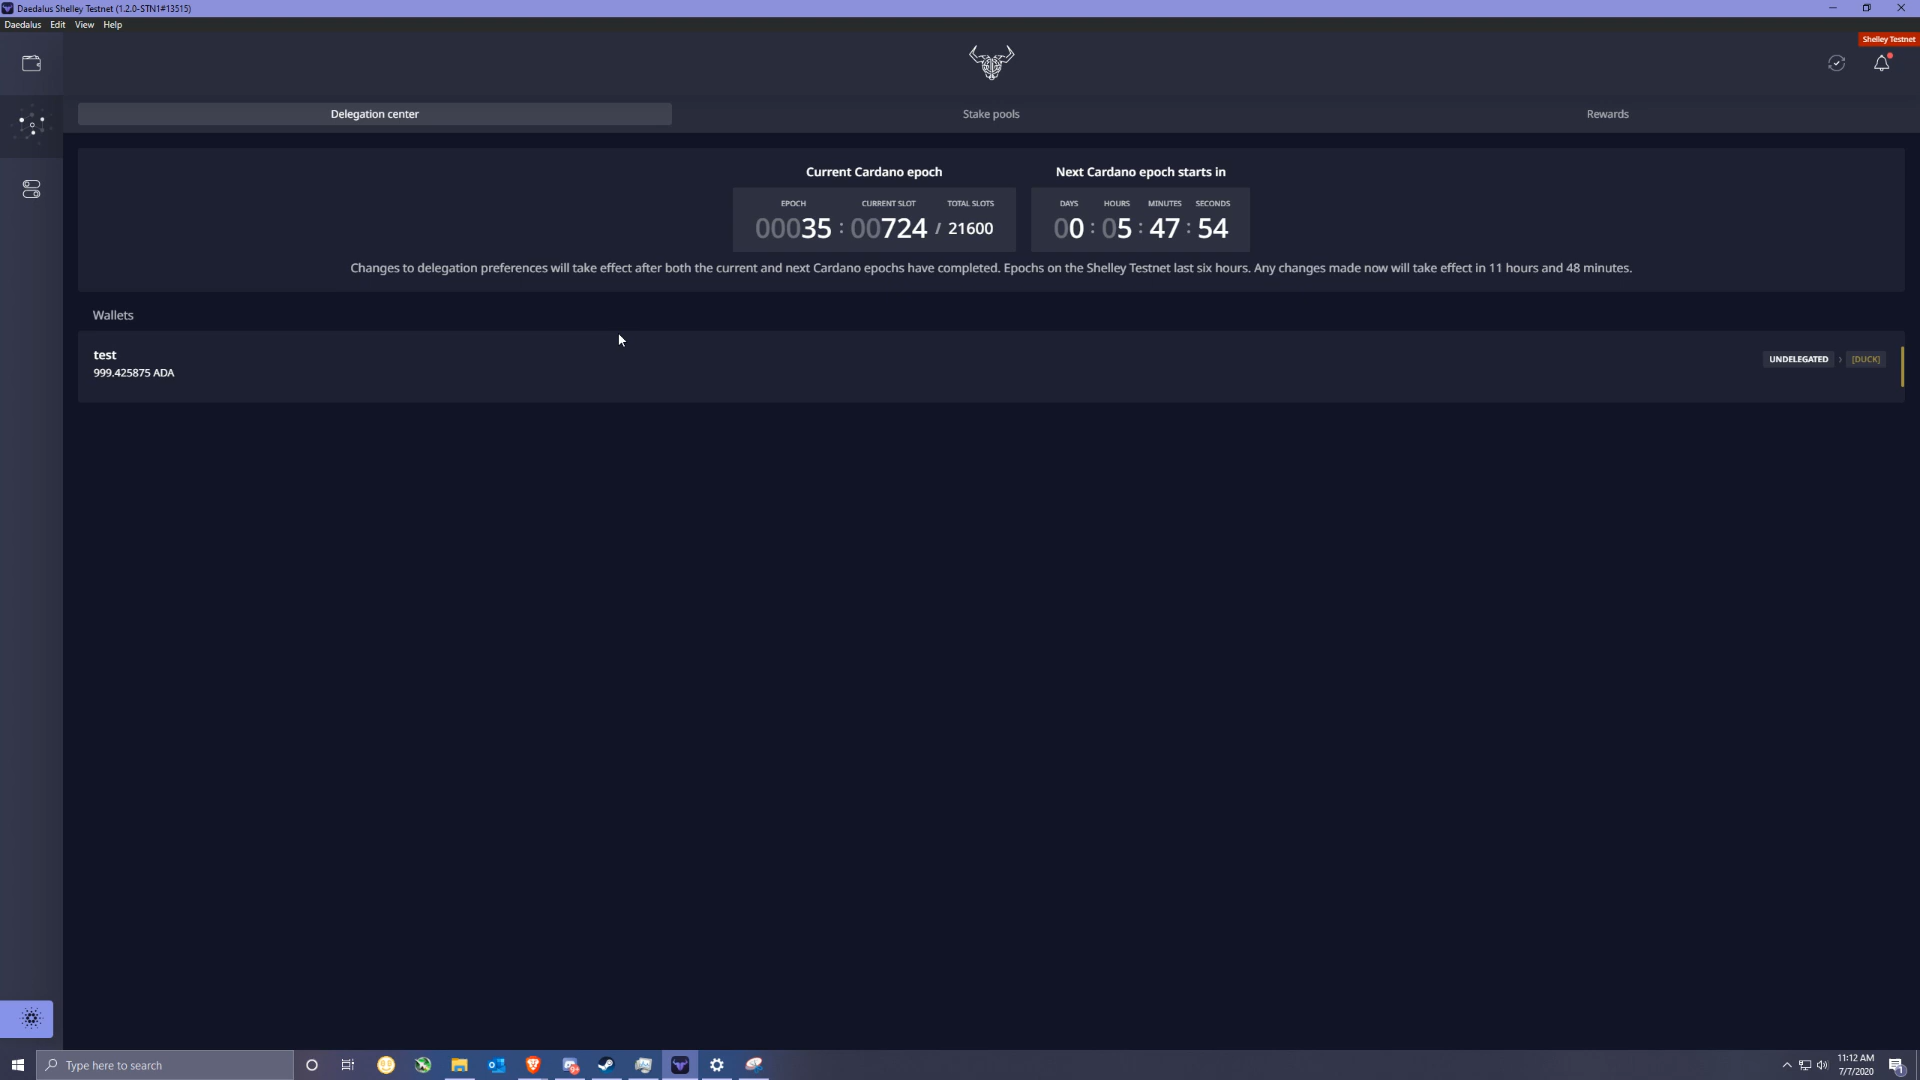 Daedalus Shelley Testnet (1.2.0-STN1#13515)
Daedalus Edit View Help
Shelley Testnet
Delegation center Stake pools Rewards
Current Cardano epoch Next Cardano epoch starts in
EPOCH CURRENT SLOT TOTAL SLOTS DAYS HOURS MINUTES SECONDS
00035 : 00724 / 21600 00 : 05 : 47 : 54
Changes to delegation preferences will take effect after both the current and next Cardano epochs have completed. Epochs on the Shelley Testnet last six hours. Any changes made now will take effect in 11 hours and 48 minutes.
Wallets
test
999.425875 ADA
UNDELEGATED › [DUCK]
Type here to search
11:12 AM
7/7/2020